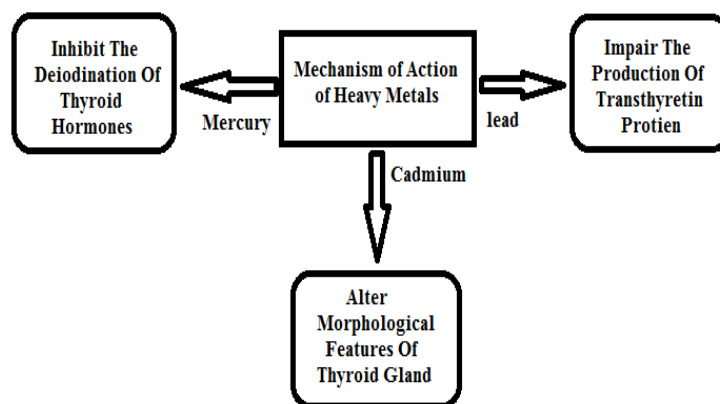 Inhibit The
Deiodination Of
Thyroid
Hormones
Mercury
Mechanism of Action
of Heavy Metals
lead
Impair The
Production Of
Transthyretin
Protien
Cadmium
Alter
Morphological
Features Of
Thyroid Gland